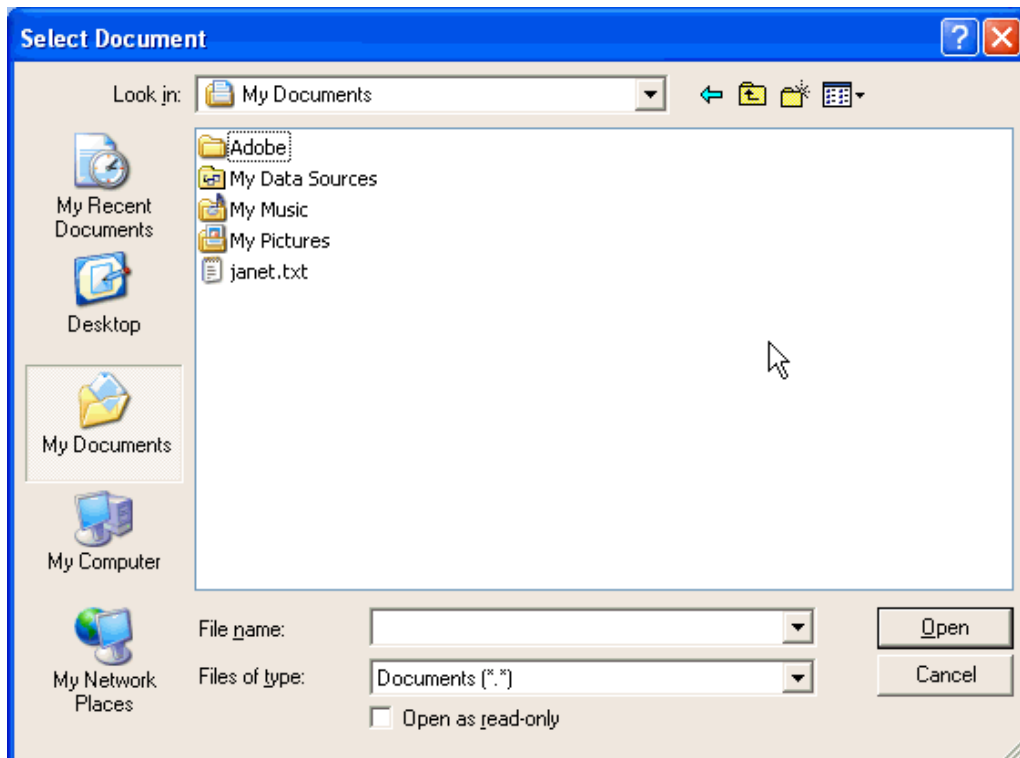 Select Document
Look in:
My Documents
Adobe
My Data Sources
My Music
My Pictures
janet.txt
My Recent
Documents
Desktop
My Documents
My Computer
My Network
Places
File name:
Open
Files of type:
Documents (*.*)
Cancel
Open as read-only